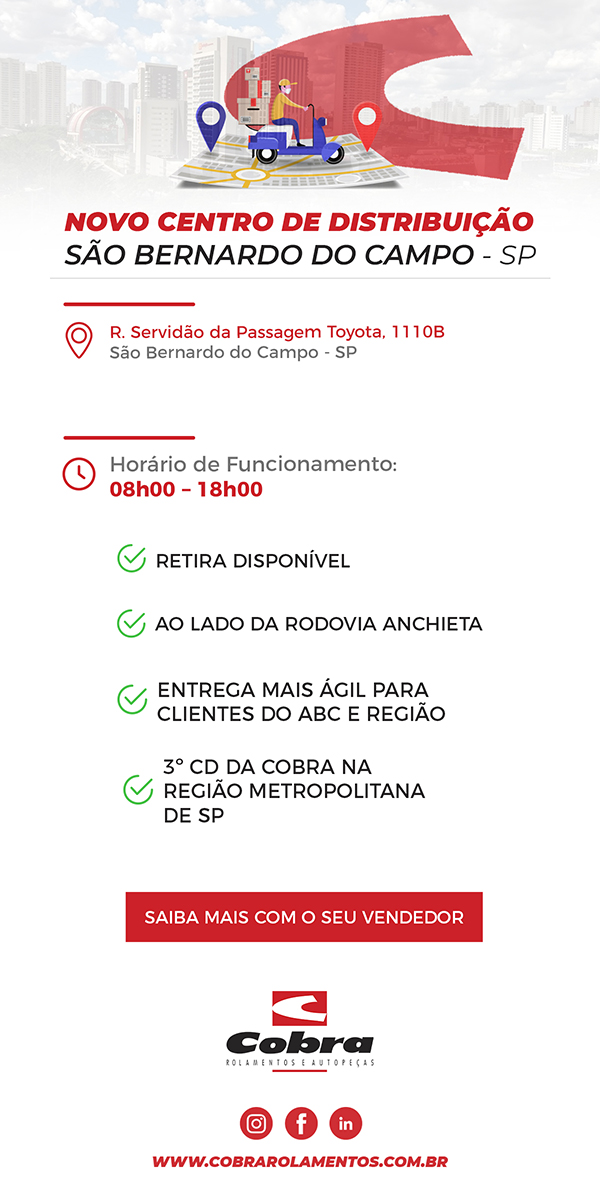 NOVO CENTRO DE DISTRIBUIÇÃO
SÃO BERNARDO DO CAMPO - SP
R. Servidão da Passagem Toyota, 1110B
São Bernardo do Campo - SP
Horário de Funcionamento:
08h00 – 18h00
RETIRA DISPONÍVEL
AO LADO DA RODOVIA ANCHIETA
ENTREGA MAIS ÁGIL PARA
CLIENTES DO ABC E REGIÃO
3º CD DA COBRA NA
REGIÃO METROPOLITANA
DE SP
SAIBA MAIS COM O SEU VENDEDOR
Cobra
ROLAMENTOS E AUTOPEÇAS
WWW.COBRAROLAMENTOS.COM.BR